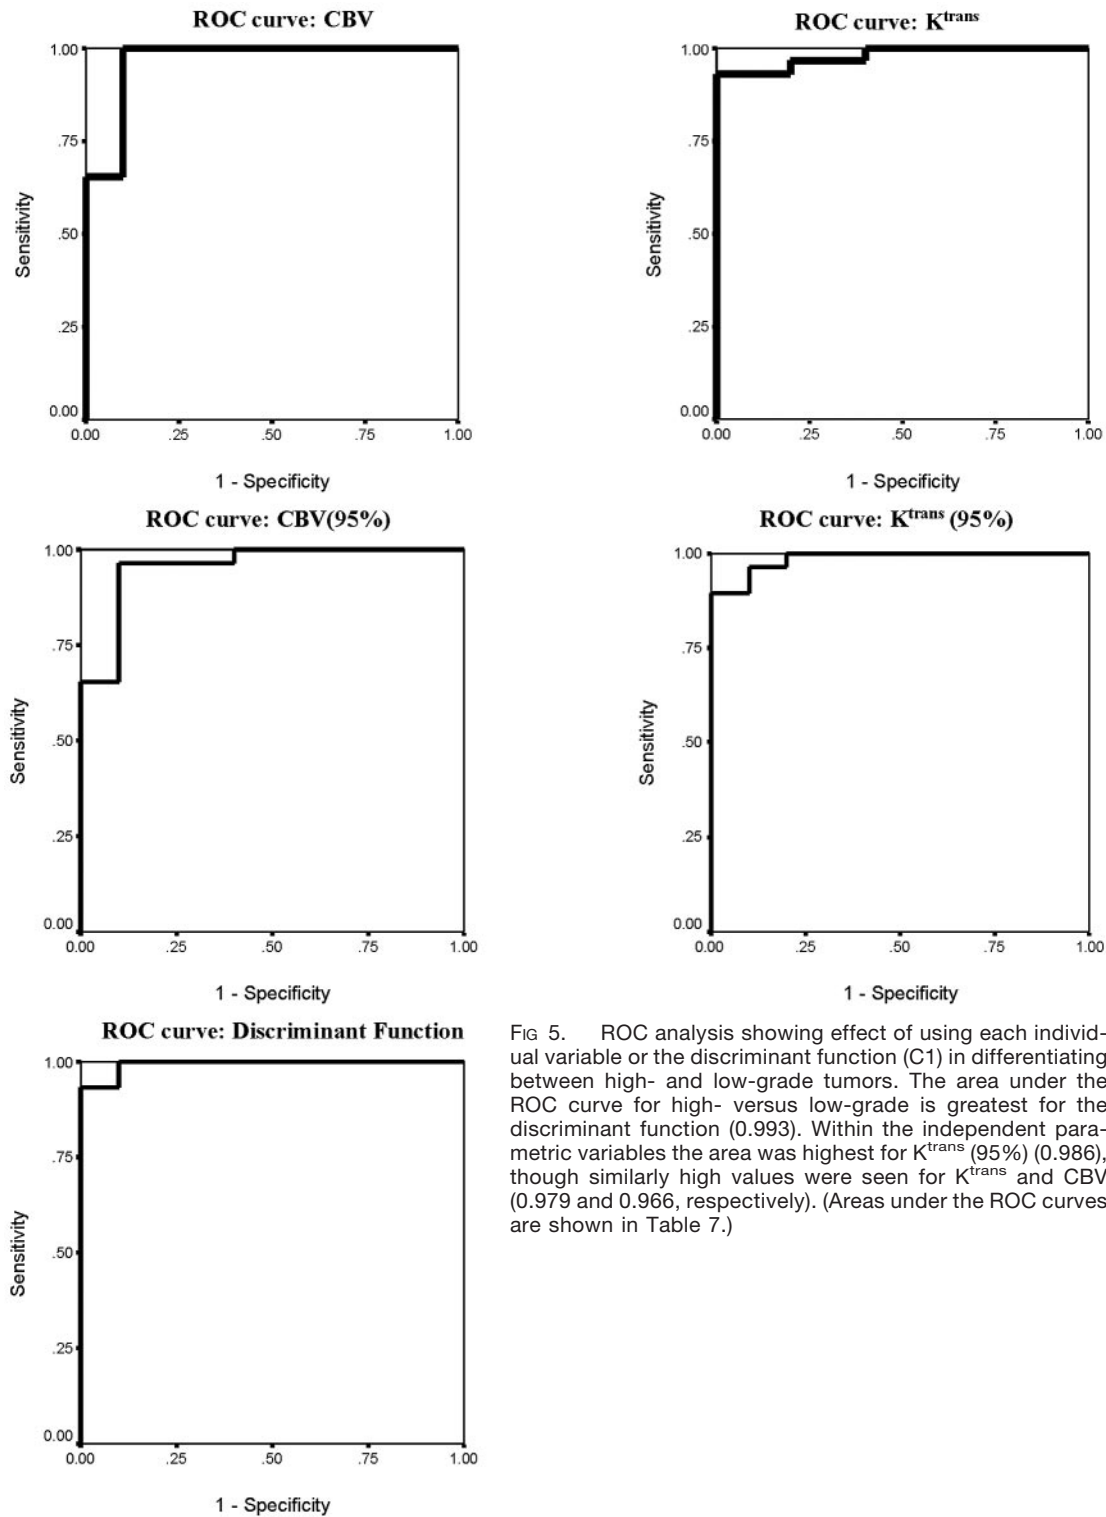 ROC curve: CBV
1.00
.75
.50
.25
0.00
Sensitivity
0.00 .25 .50 .75 1.00
1 - Specificity
ROC curve: K^trans
1.00
.75
.50
.25
0.00
Sensitivity
0.00 .25 .50 .75 1.00
1 - Specificity
ROC curve: CBV(95%)
1.00
.75
.50
.25
0.00
Sensitivity
0.00 .25 .50 .75 1.00
1 - Specificity
ROC curve: K^trans (95%)
1.00
.75
.50
.25
0.00
Sensitivity
0.00 .25 .50 .75 1.00
1 - Specificity
ROC curve: Discriminant Function
1.00
.75
.50
.25
0.00
Sensitivity
0.00 .25 .50 .75 1.00
1 - Specificity
FIG 5. ROC analysis showing effect of using each individ-
ual variable or the discriminant function (C1) in differentiating
between high- and low-grade tumors. The area under the
ROC curve for high- versus low-grade is greatest for the
discriminant function (0.993). Within the independent para-
metric variables the area was highest for K^trans (95%) (0.986),
though similarly high values were seen for K^trans and CBV
(0.979 and 0.966, respectively). (Areas under the ROC curves
are shown in Table 7.)